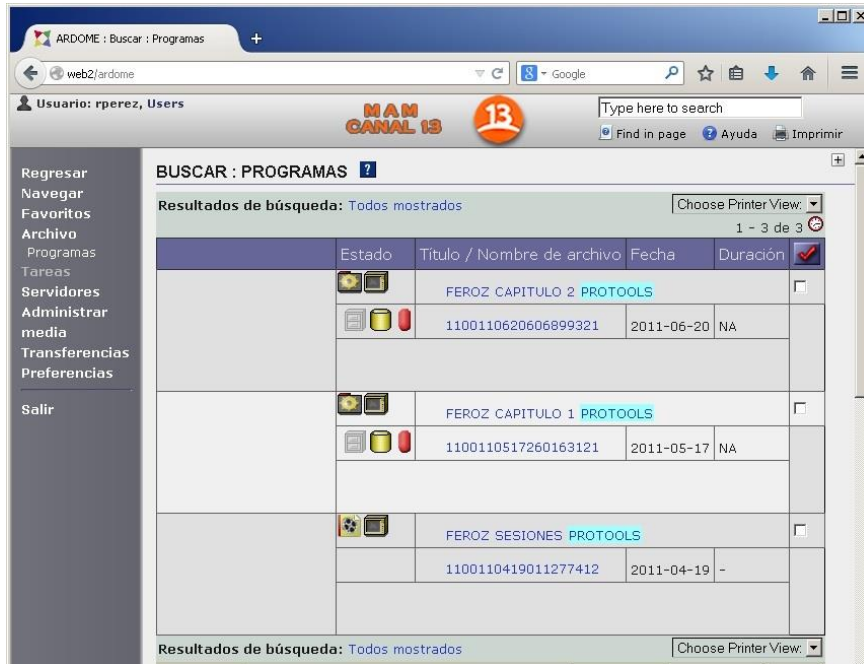 ARDOME : Buscar : Programas
web2/ardome
Google
Usuario: rperez, Users
MAM
CANAL 13
13
Type here to search
Find in page Ayuda Imprimir
Regresar
Navegar
Favoritos
Archivo
Programas
Tareas
Servidores
Administrar
media
Transferencias
Preferencias
Salir
BUSCAR : PROGRAMAS ?
Resultados de búsqueda: Todos mostrados Choose Printer View:
1 - 3 de 3
Estado Título / Nombre de archivo Fecha Duración
FEROZ CAPITULO 2 PROTOOLS
1100110620606899321 2011-06-20 NA
FEROZ CAPITULO 1 PROTOOLS
1100110517260163121 2011-05-17 NA
FEROZ SESIONES PROTOOLS
1100110419011277412 2011-04-19 -
Resultados de búsqueda: Todos mostrados Choose Printer View: